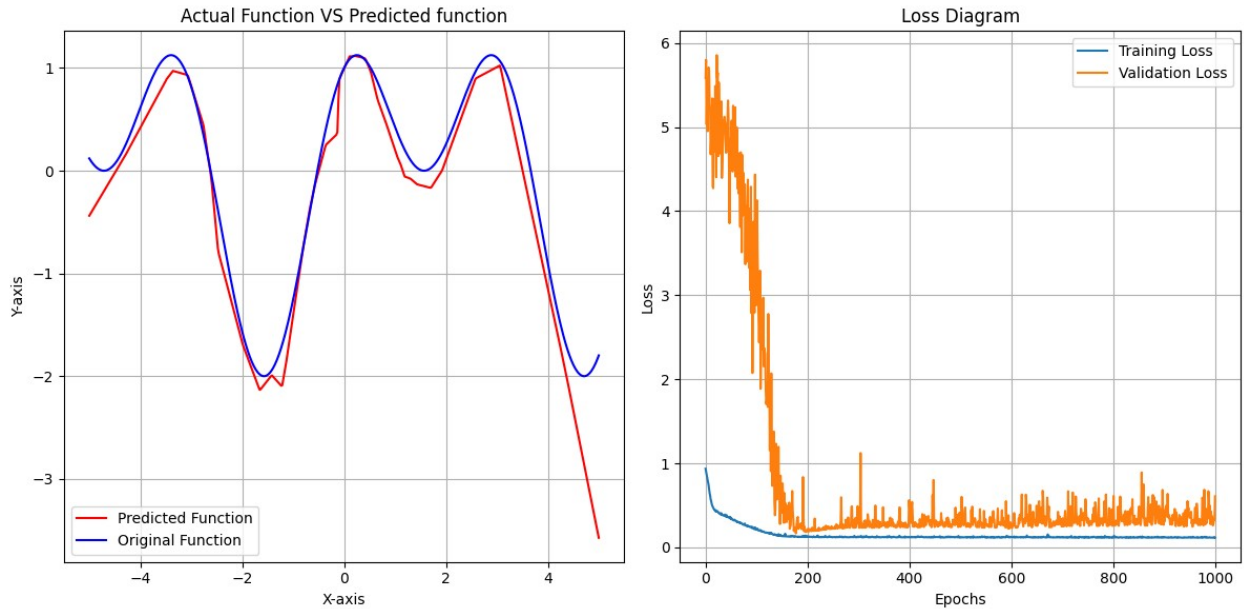 Actual Function VS Predicted function
1
0
−1
−2
−3
Y-axis
−4
−2
0
2
4
X-axis
Predicted Function
Original Function
Loss Diagram
6
5
4
3
2
1
0
Loss
0
200
400
600
800
1000
Epochs
Training Loss
Validation Loss